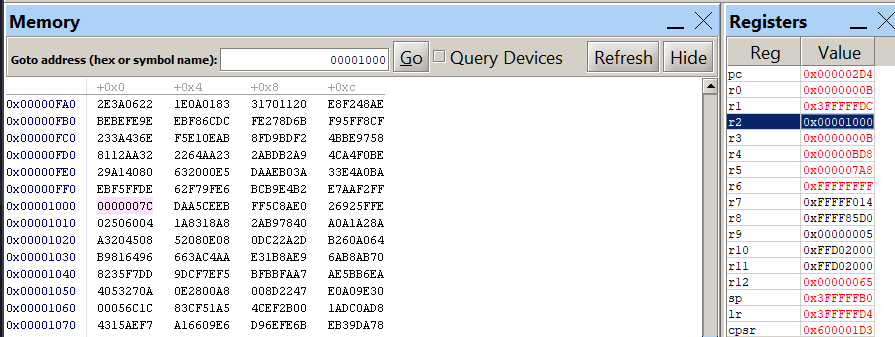 Memory
Goto address (hex or symbol name): 00001000 Go Query Devices Refresh Hide
+0x0 +0x4 +0x8 +0xc
0x00000FA0 2E3A0622 1E0A0183 31701120 E8F248AE
0x00000FB0 BEBEFE9E EBF86CDC FE278D6B F95FF8CF
0x00000FC0 233A436E F5E10EAB 8FD9BDF2 4BBE9758
0x00000FD0 8112AA32 2264AA23 2ABDB2A9 4CA4F0BE
0x00000FE0 29A14080 632000E5 DAAEB03A 33E4A0BA
0x00000FF0 EBF5FFDE 62F79FE6 BCB9E4B2 E7AAF2FF
0x00001000 0000007C DAA5CEEB FF5C8AE0 26925FFE
0x00001010 02506004 1A8318A8 2AB97840 A0A1A28A
0x00001020 A3204508 52080E08 0DC22A2D B260A064
0x00001030 B9816496 663AC4AA E31B8AE9 6AB8AB70
0x00001040 8235F7DD 9DCF7EF5 BFBBFAA7 AE5BB6EA
0x00001050 4053270A 0E2800A8 008D2247 E0A09E30
0x00001060 00056C1C 83CF51A5 4CEF2B00 1ADC0AD8
0x00001070 4315AEF7 A16609E6 D96EFE6B EB39DA78
Registers
Reg Value
pc 0x000002D4
r0 0x0000000B
r1 0x3FFFFFDC
r2 0x00001000
r3 0x0000000B
r4 0x00000BD8
r5 0x000007A8
r6 0xFFFFFFFF
r7 0xFFFFF014
r8 0xFFFF85D0
r9 0x00000005
r10 0xFFD02000
r11 0xFFD02000
r12 0x00000065
sp 0x3FFFFFB0
lr 0x3FFFFFD4
cpsr 0x600001D3